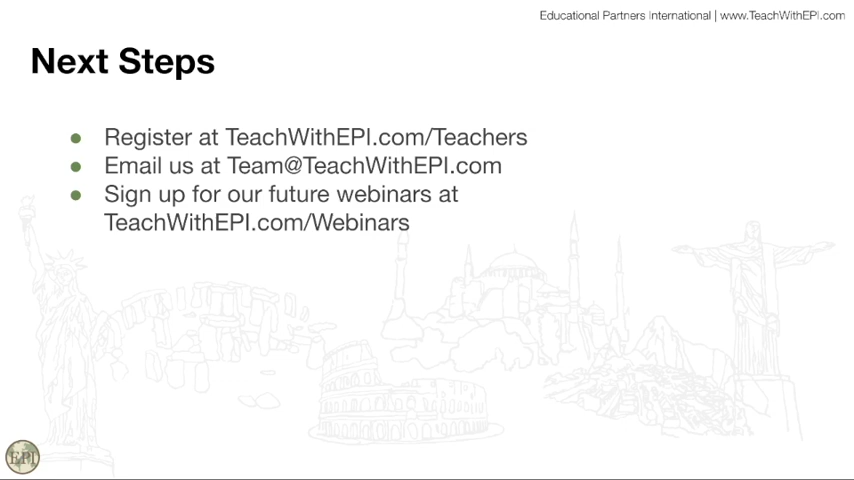 Educational Partners International | www.TeachWithEPI.com
Next Steps
● Register at TeachWithEPI.com/Teachers
● Email us at Team@TeachWithEPI.com
● Sign up for our future webinars at
TeachWithEPI.com/Webinars
EPI